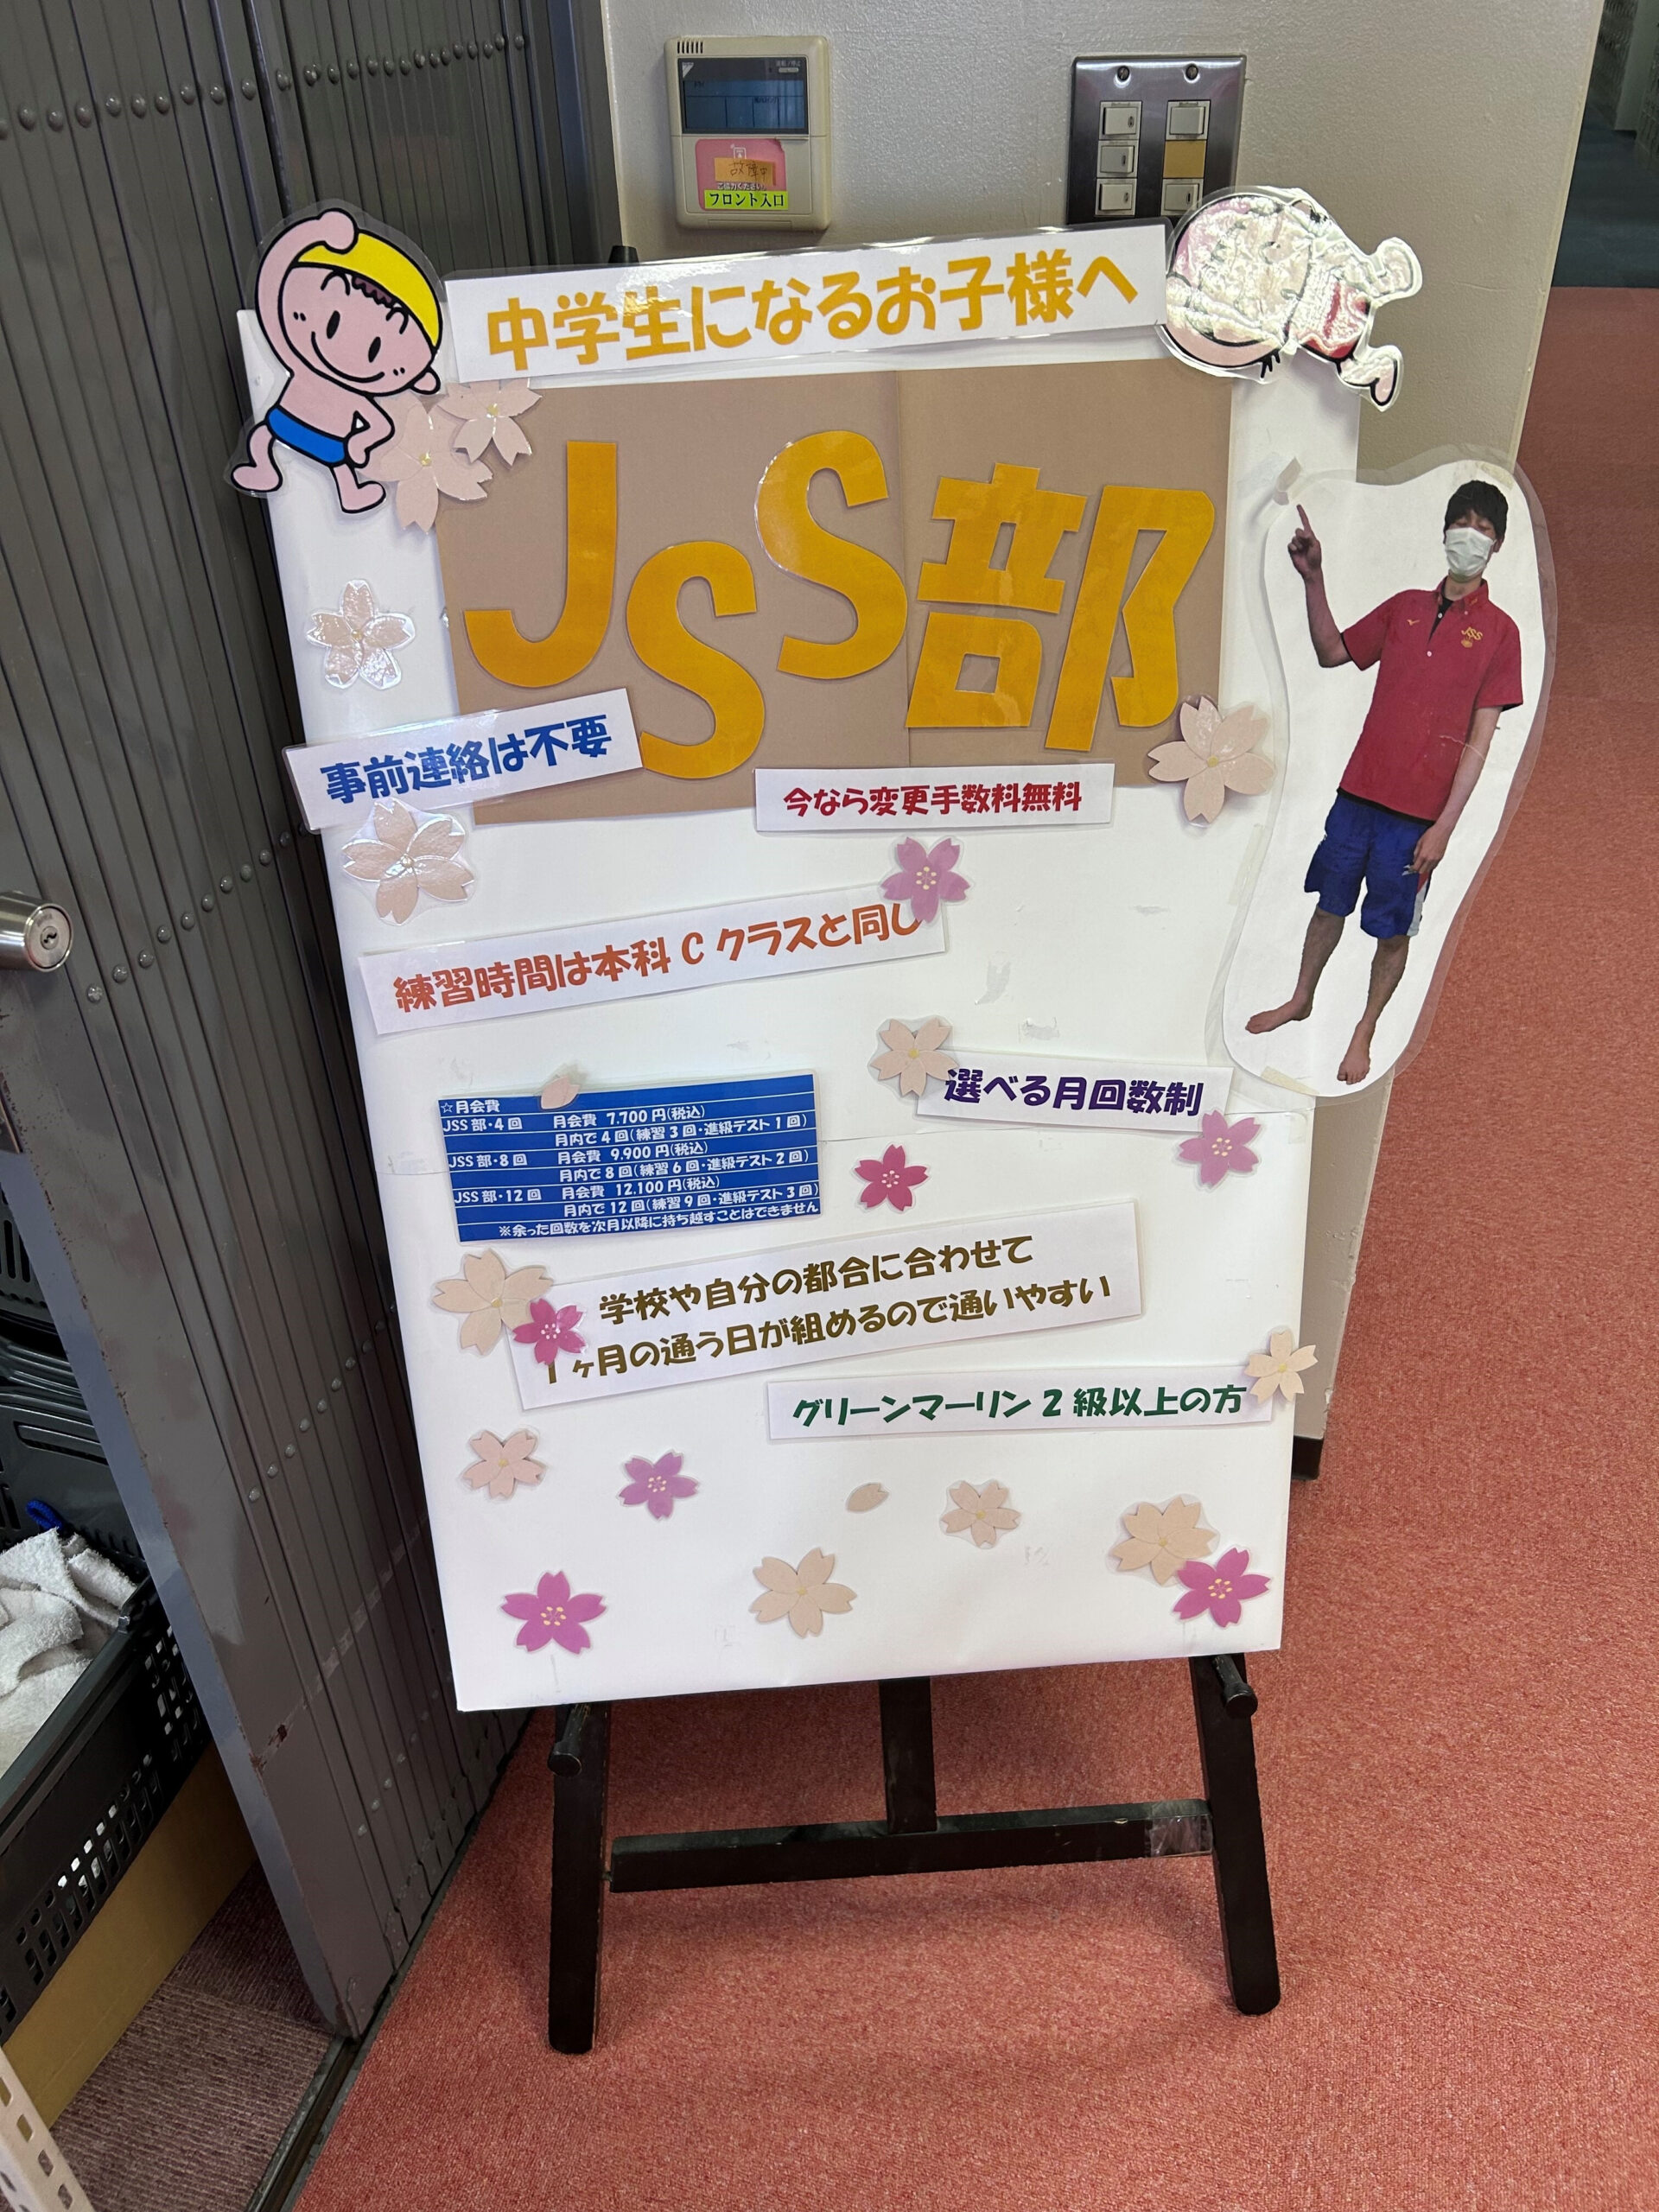 故障中
ご協力ください
フロント入口
中学生になるお子様へ
JSS部
JSS
事前連絡は不要
今なら変更手数料無料
練習時間は本科 C クラスと同じ
選べる月回数制
☆月会費
JSS 部・4 回 月会費 7.700 円(税込)
月内で 4 回(練習 3 回・進級テスト 1 回)
JSS 部・8 回 月会費 9.900 円(税込)
月内で 8 回(練習 6 回・進級テスト 2 回)
JSS 部・12 回 月会費 12.100 円(税込)
月内で 12 回(練習 9 回・進級テスト 3 回)
※余った回数を次月以降に持ち越すことはできません
学校や自分の都合に合わせて
1 ヶ月の通う日が組めるので通いやすい
グリーンマーリン 2 級以上の方